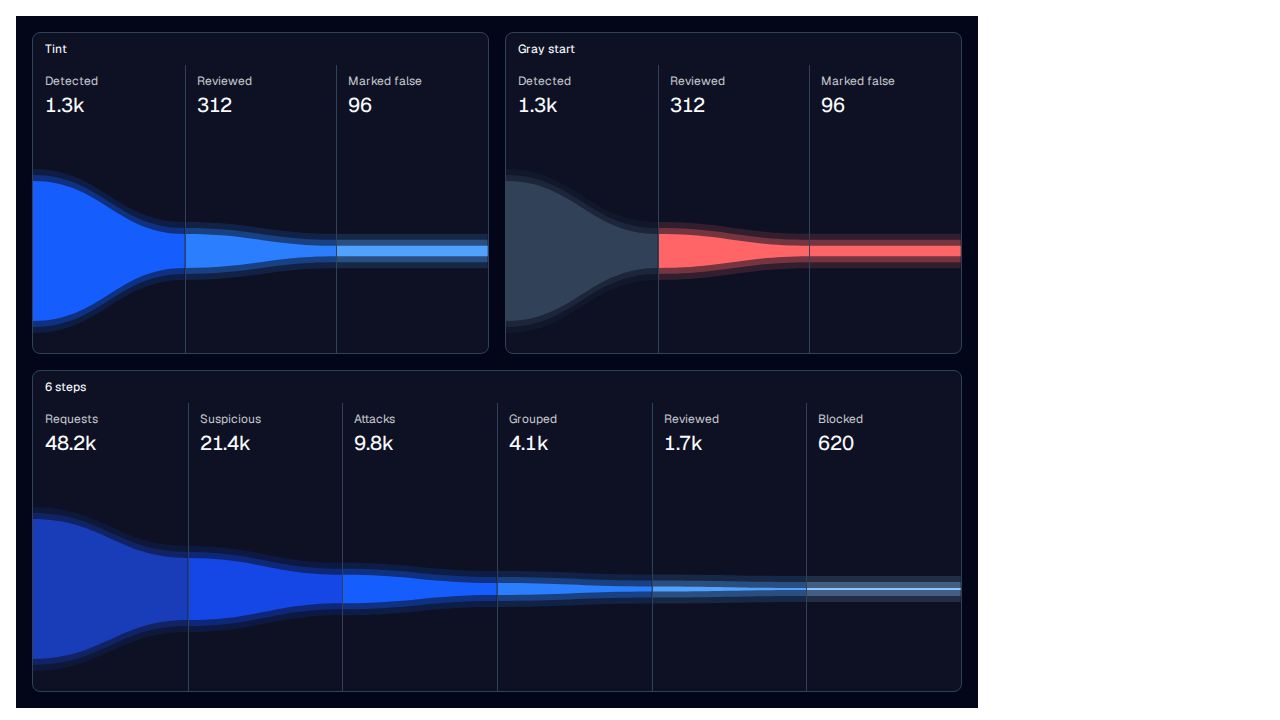 Tint
Detected
1.3k
Reviewed
312
Marked false
96
Gray start
Detected
1.3k
Reviewed
312
Marked false
96
6 steps
Requests
48.2k
Suspicious
21.4k
Attacks
9.8k
Grouped
4.1k
Reviewed
1.7k
Blocked
620